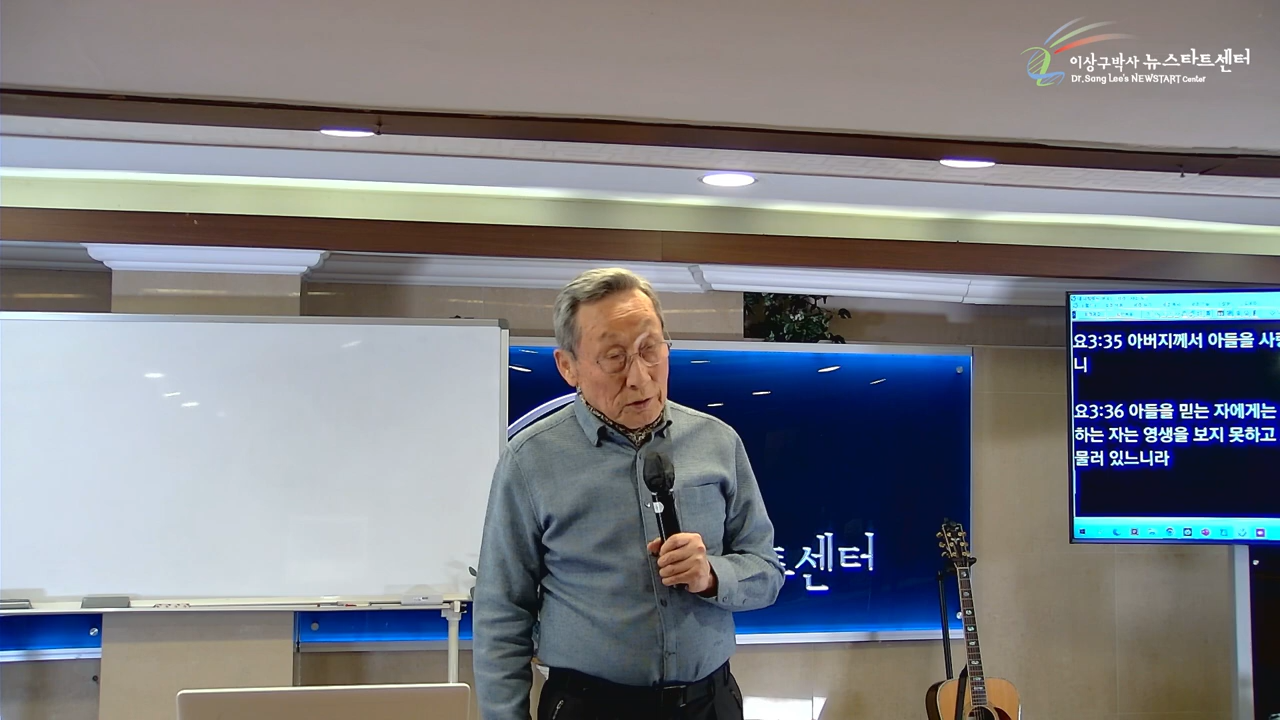 이상구박사 뉴스타트센터
Dr. Sang Lee's NEWSTART Center
요3:35 아버지께서 아들을 사랑
니
요3:36 아들을 믿는 자에게는
하는 자는 영생을 보지 못하고
물러 있느니라
트센터